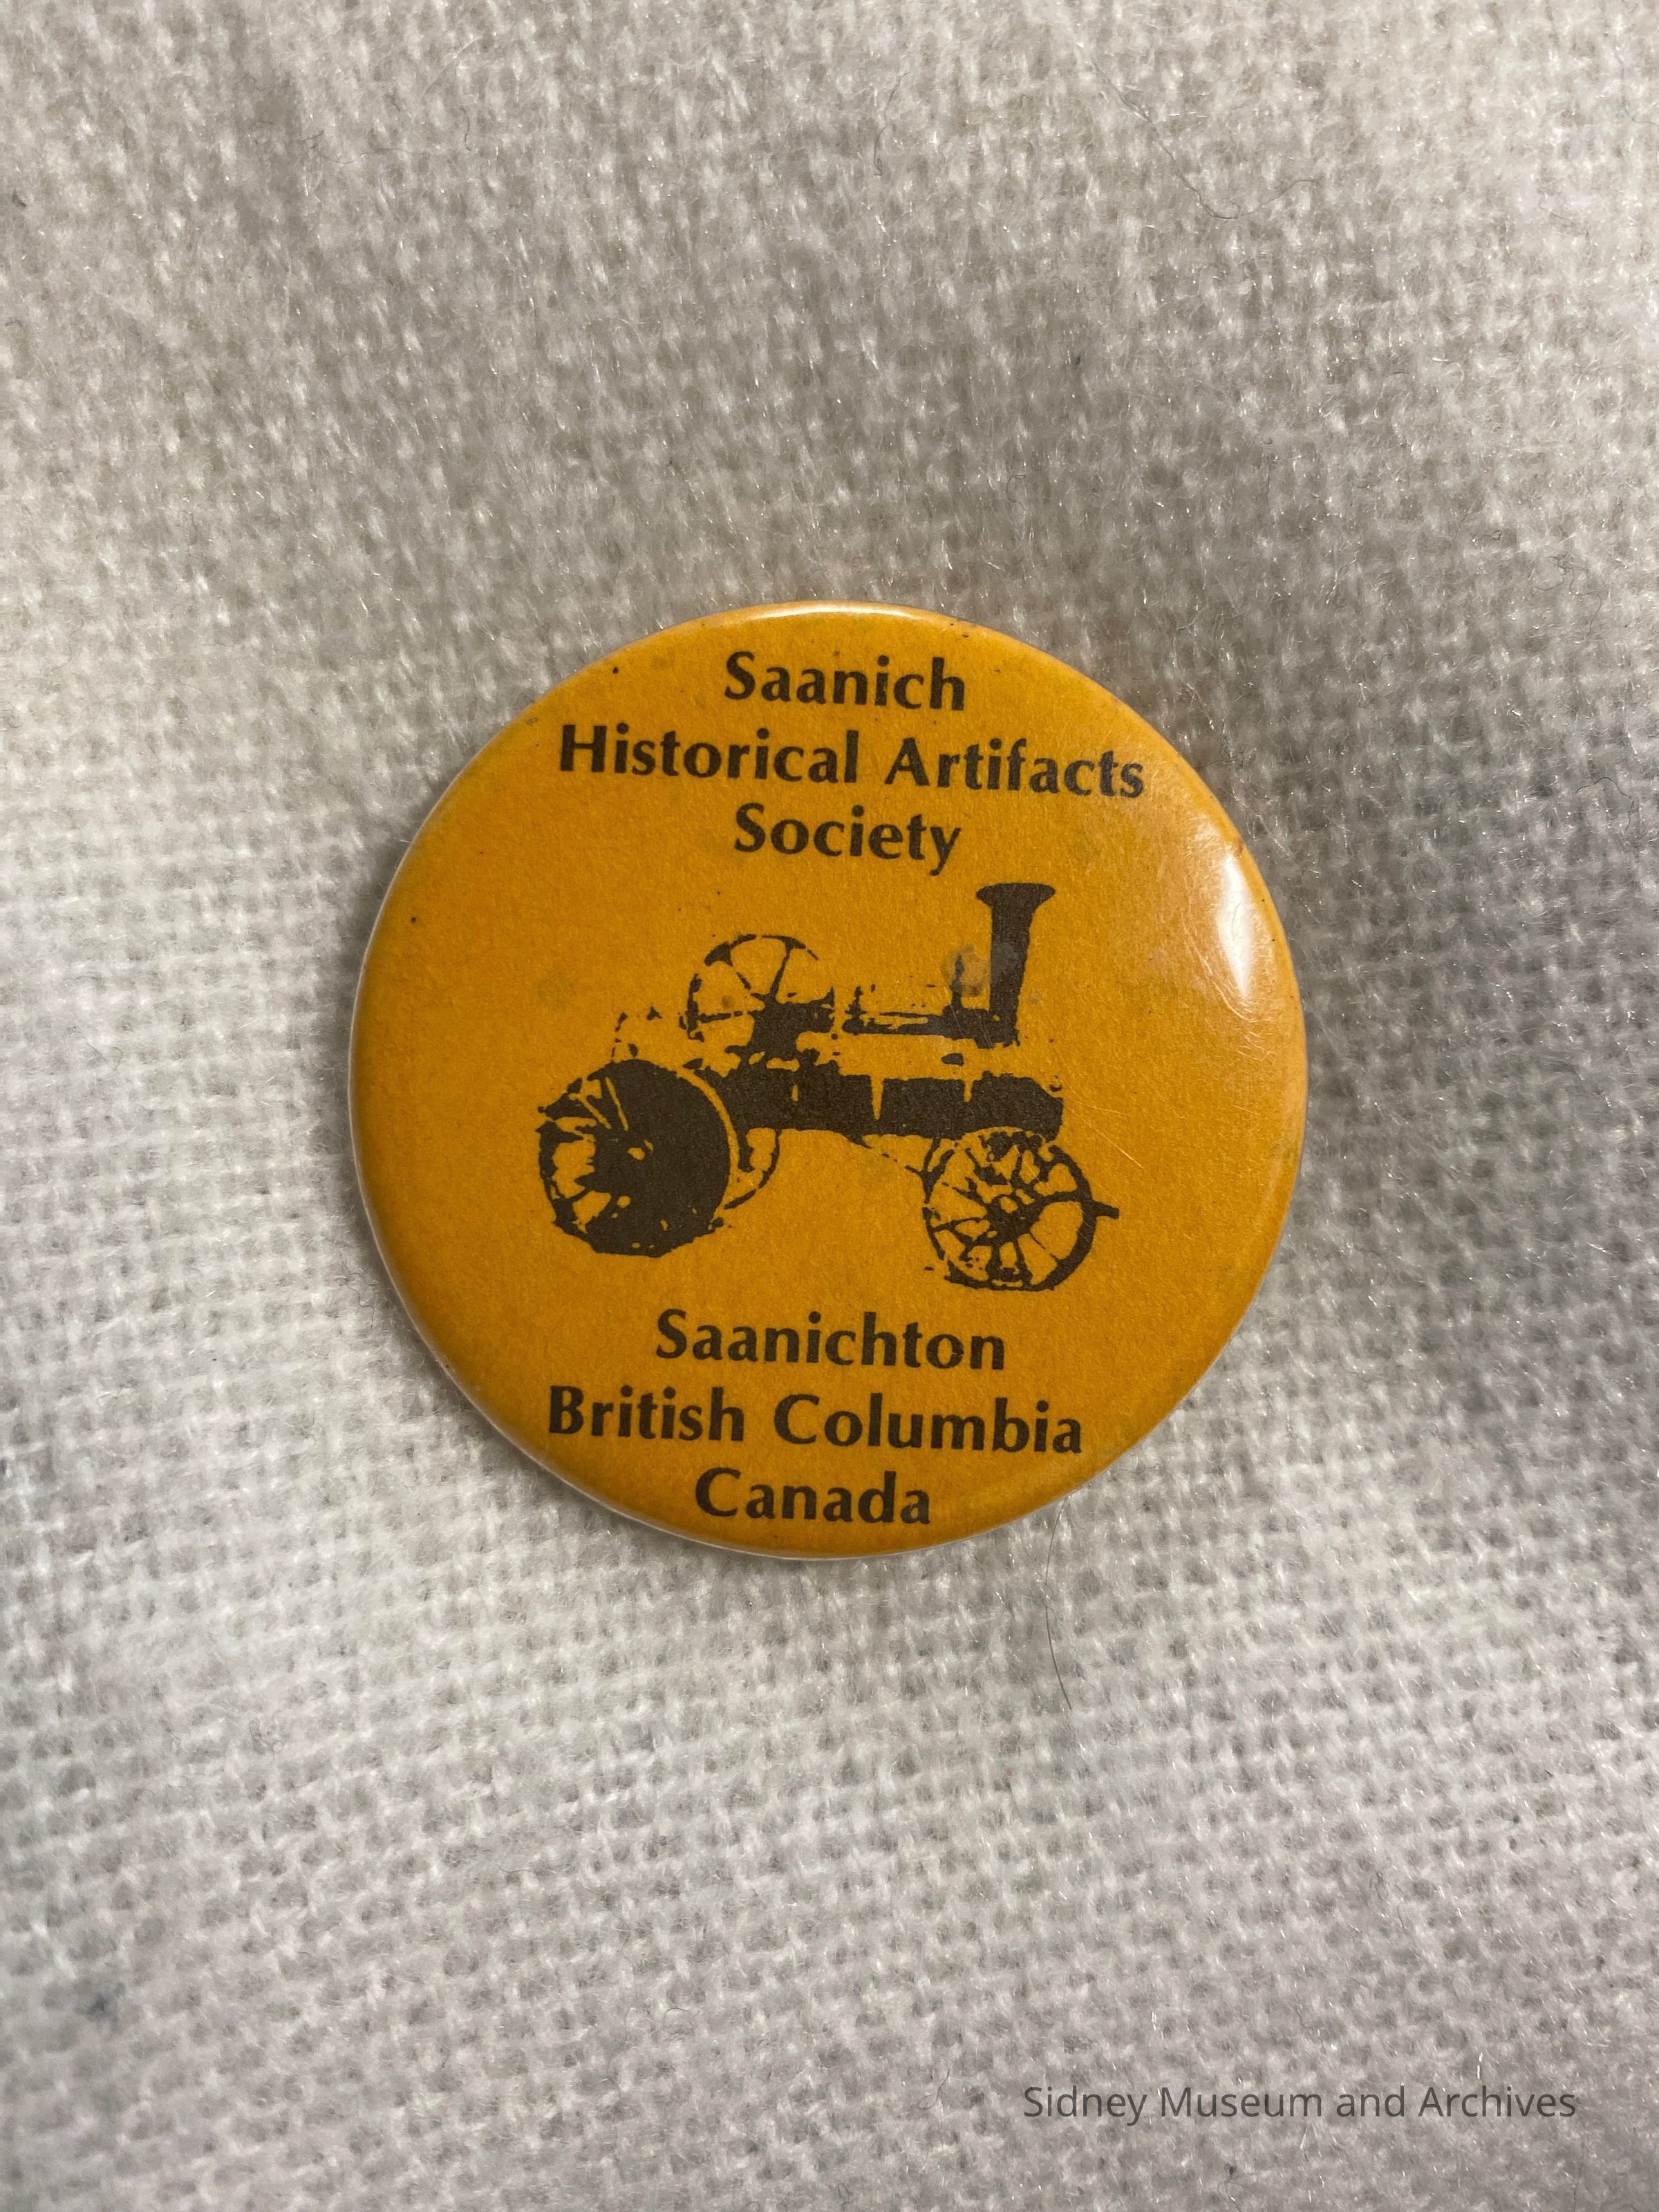 Saanich
Historical Artifacts
Society
Saanichton
British Columbia
Canada
Sidney Museum and Archives